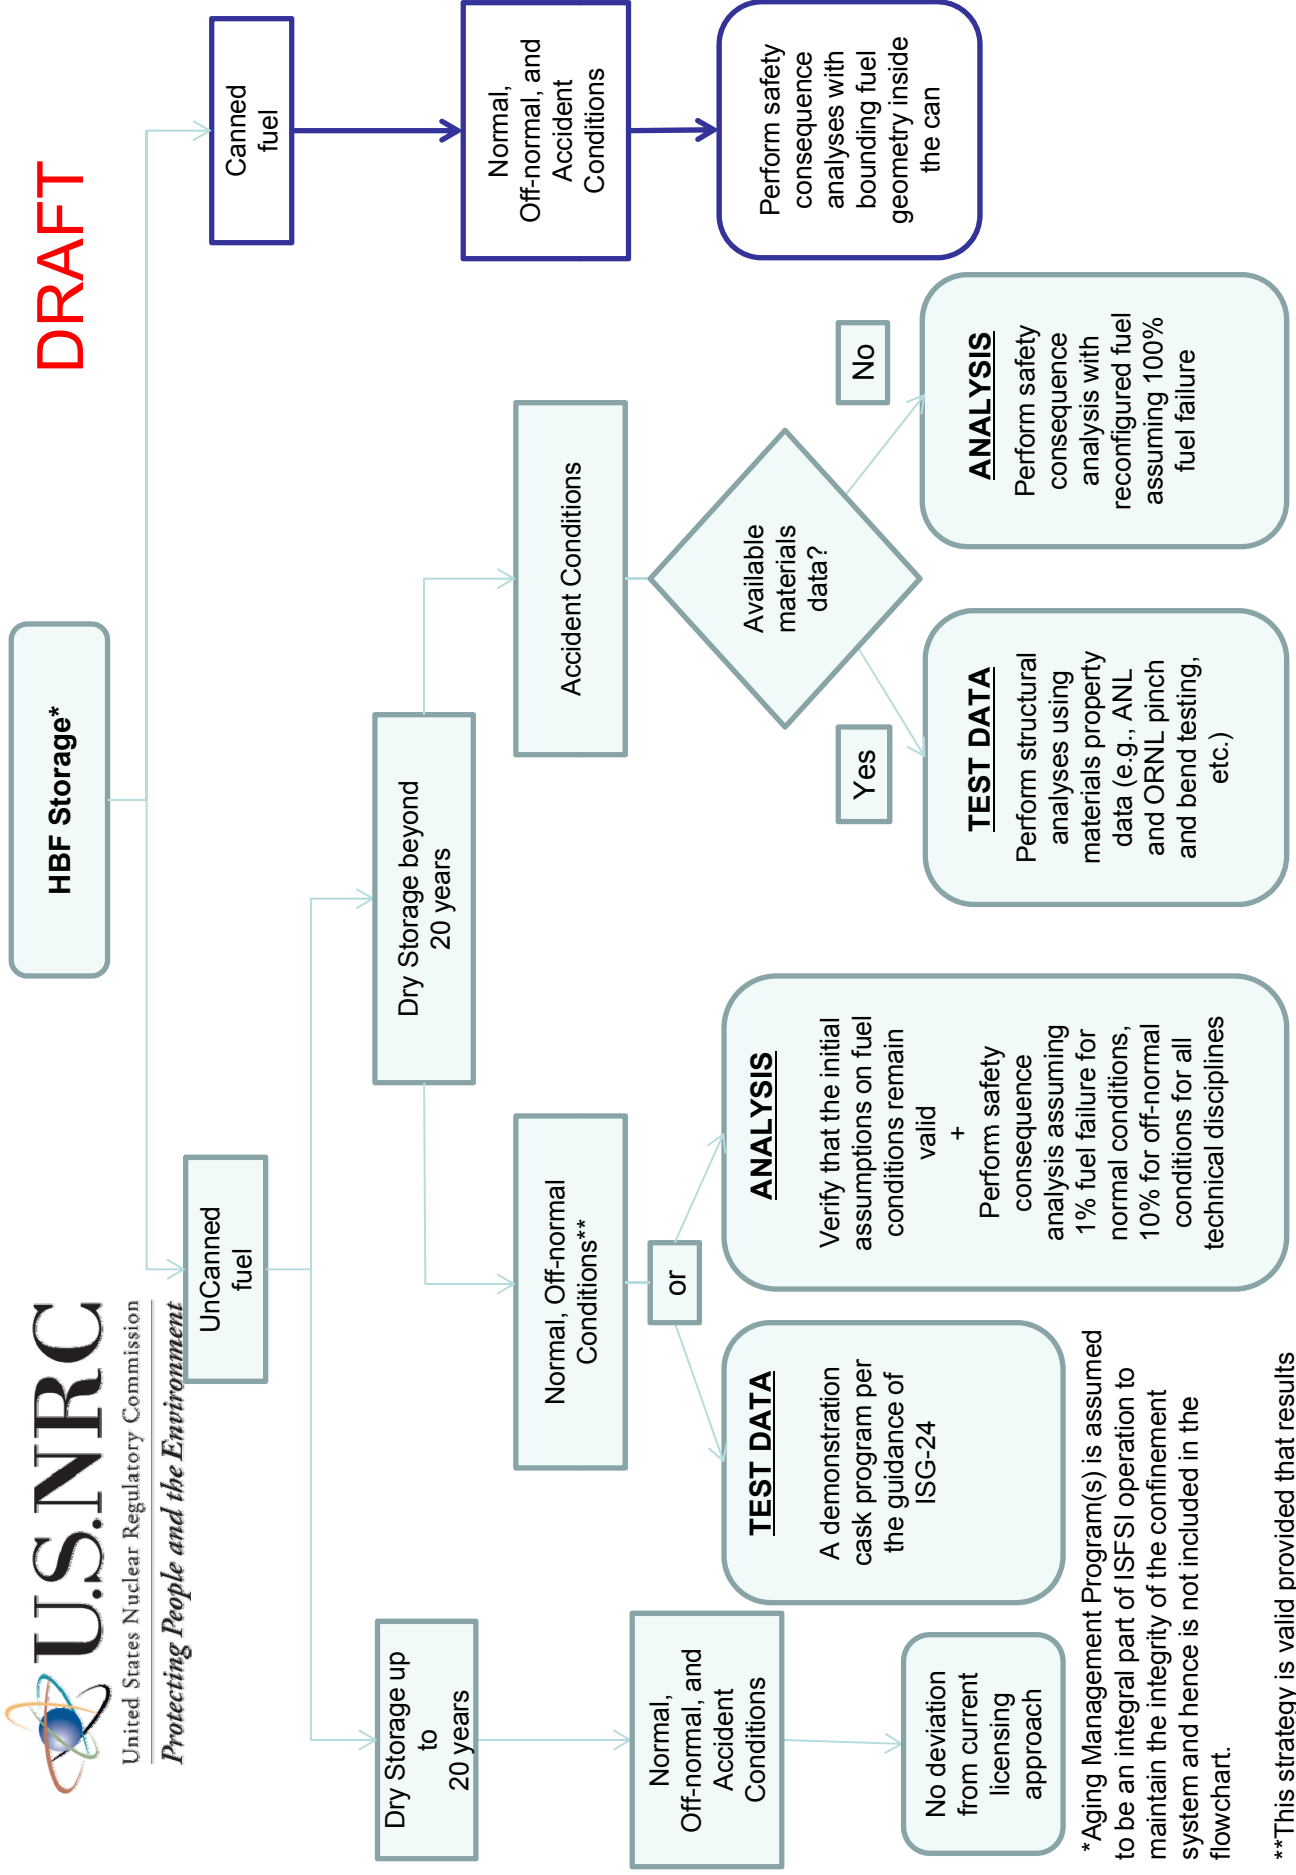 U.S.NRC
United States Nuclear Regulatory Commission
Protecting People and the Environment
DRAFT
HBF Storage*
UnCanned
fuel
Canned
fuel
Dry Storage up
to
20 years
Dry Storage beyond
20 years
Normal,
Off-normal, and
Accident
Conditions
Normal, Off-normal
Conditions**
Accident Conditions
Normal,
Off-normal, and
Accident
Conditions
or
Available
materials
data?
Yes
No
No deviation
from current
licensing
approach
TEST DATA
A demonstration
cask program per
the guidance of
ISG-24
ANALYSIS
Verify that the initial
assumptions on fuel
conditions remain
valid
+
Perform safety
consequence
analysis assuming
1% fuel failure for
normal conditions,
10% for off-normal
conditions for all
technical disciplines
TEST DATA
Perform structural
analyses using
materials property
data (e.g., ANL
and ORNL pinch
and bend testing,
etc.)
ANALYSIS
Perform safety
consequence
analysis with
reconfigured fuel
assuming 100%
fuel failure
Perform safety
consequence
analyses with
bounding fuel
geometry inside
the can
*Aging Management Program(s) is assumed
to be an integral part of ISFSI operation to
maintain the integrity of the confinement
system and hence is not included in the
flowchart.
**This strategy is valid provided that results